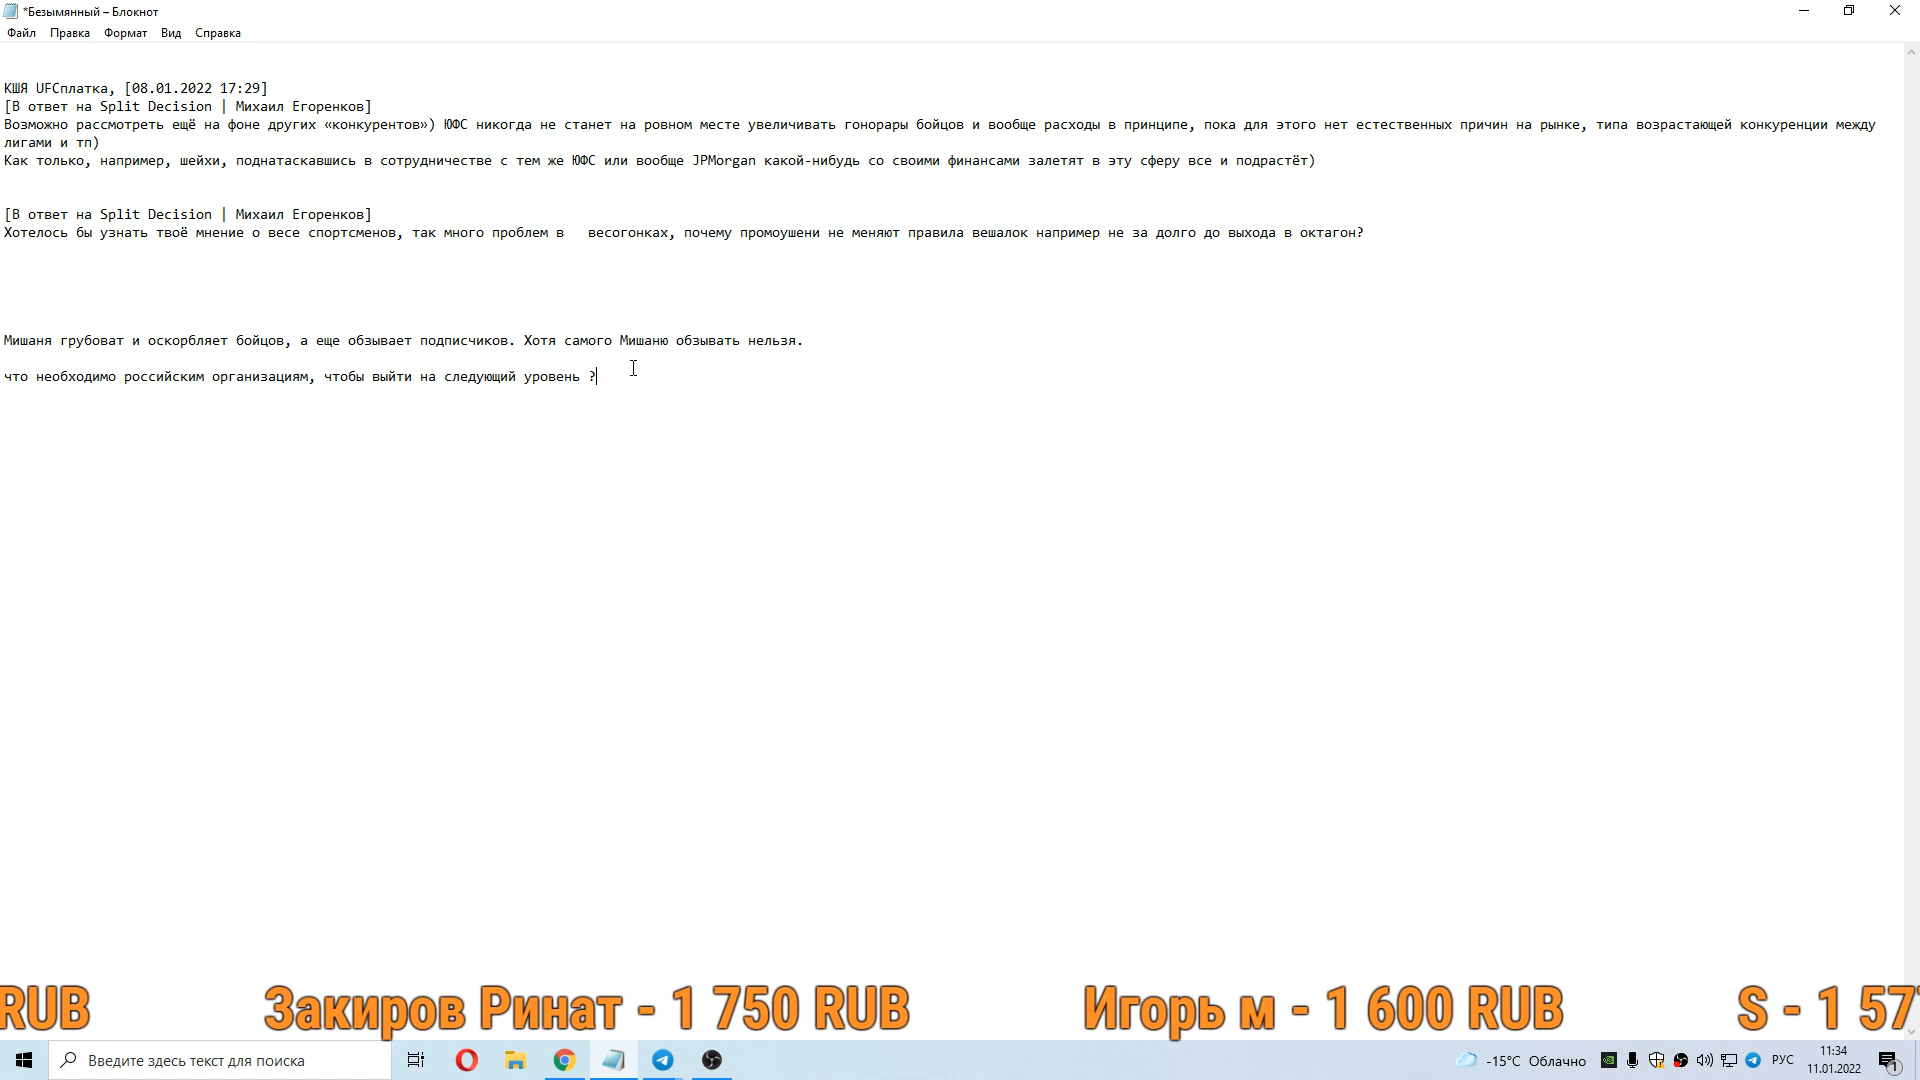 *Безымянный – Блокнот
Файл Правка Формат Вид Справка
КШЯ UFCплатка, [08.01.2022 17:29]
[В ответ на Split Decision | Михаил Егоренков]
Возможно рассмотреть ещё на фоне других «конкурентов») ЮФС никогда не станет на ровном месте увеличивать гонорары бойцов и вообще расходы в принципе, пока для этого нет естественных причин на рынке, типа возрастающей конкуренции между
лигами и тп)
Как только, например, шейхи, поднатаскавшись в сотрудничестве с тем же ЮФС или вообще JPMorgan какой-нибудь со своими финансами залетят в эту сферу все и подрастёт)
[В ответ на Split Decision | Михаил Егоренков]
Хотелось бы узнать твоё мнение о весе спортсменов, так много проблем в   весогонках, почему промоушени не меняют правила вешалок например не за долго до выхода в октагон?
Мишаня грубоват и оскорбляет бойцов, а еще обзывает подписчиков. Хотя самого Мишаню обзывать нельзя.
что необходимо российским организациям, чтобы выйти на следующий уровень ?
RUB Закиров Ринат - 1 750 RUB Игорь м - 1 600 RUB S - 1 57
Введите здесь текст для поиска -15°C Облачно РУС 11:34
11.01.2022 1